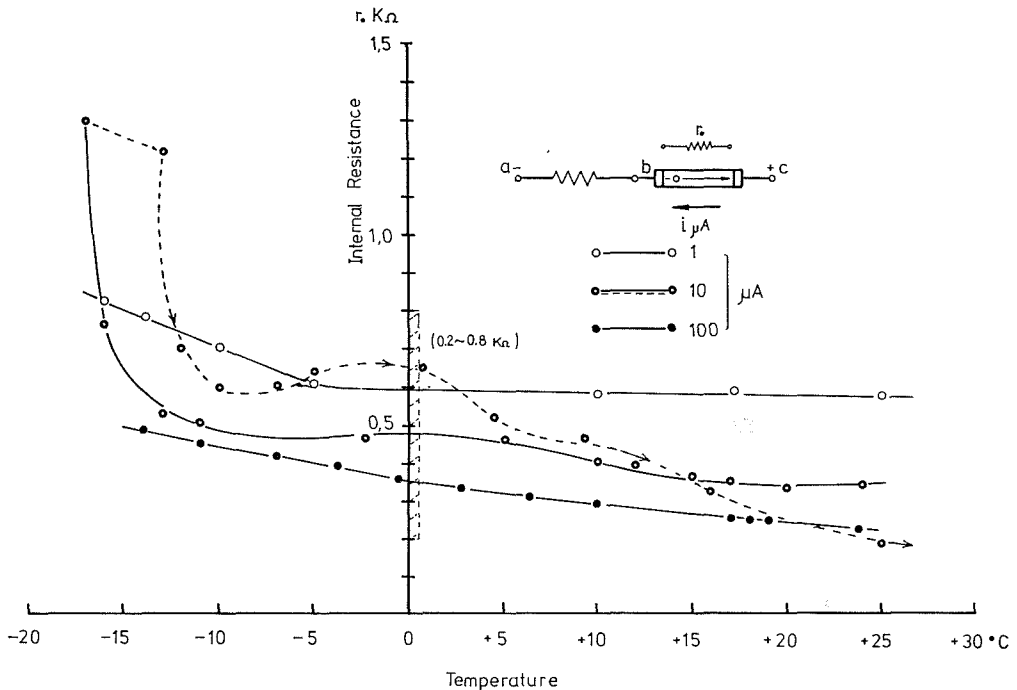 r. KΩ
1,5
Internal Resistance
1,0
0,5
r.
a-
b
+ c
i μA
1
10
100
μA
(0.2~0.8 KΩ)
-20
-15
-10
-5
0
+5
+10
+15
+20
+25
+30 °C
Temperature